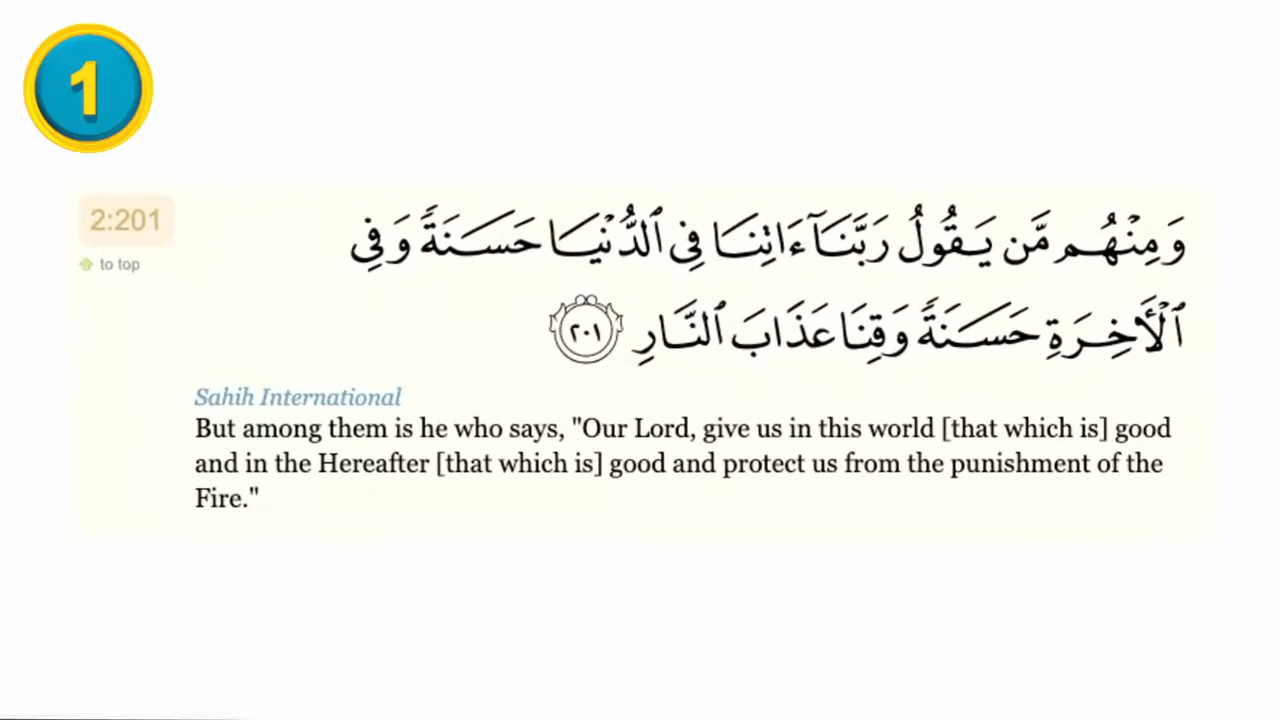 1
2:201
to top
وَمِنْهُم مَّن يَقُولُ رَبَّنَآ ءَاتِنَا فِى ٱلدُّنْيَا حَسَنَةً وَفِى
ٱلْأَخِرَةِ حَسَنَةً وَقِنَا عَذَابَ ٱلنَّارِ ٢٠١
Sahih International
But among them is he who says, "Our Lord, give us in this world [that which is] good
and in the Hereafter [that which is] good and protect us from the punishment of the
Fire."